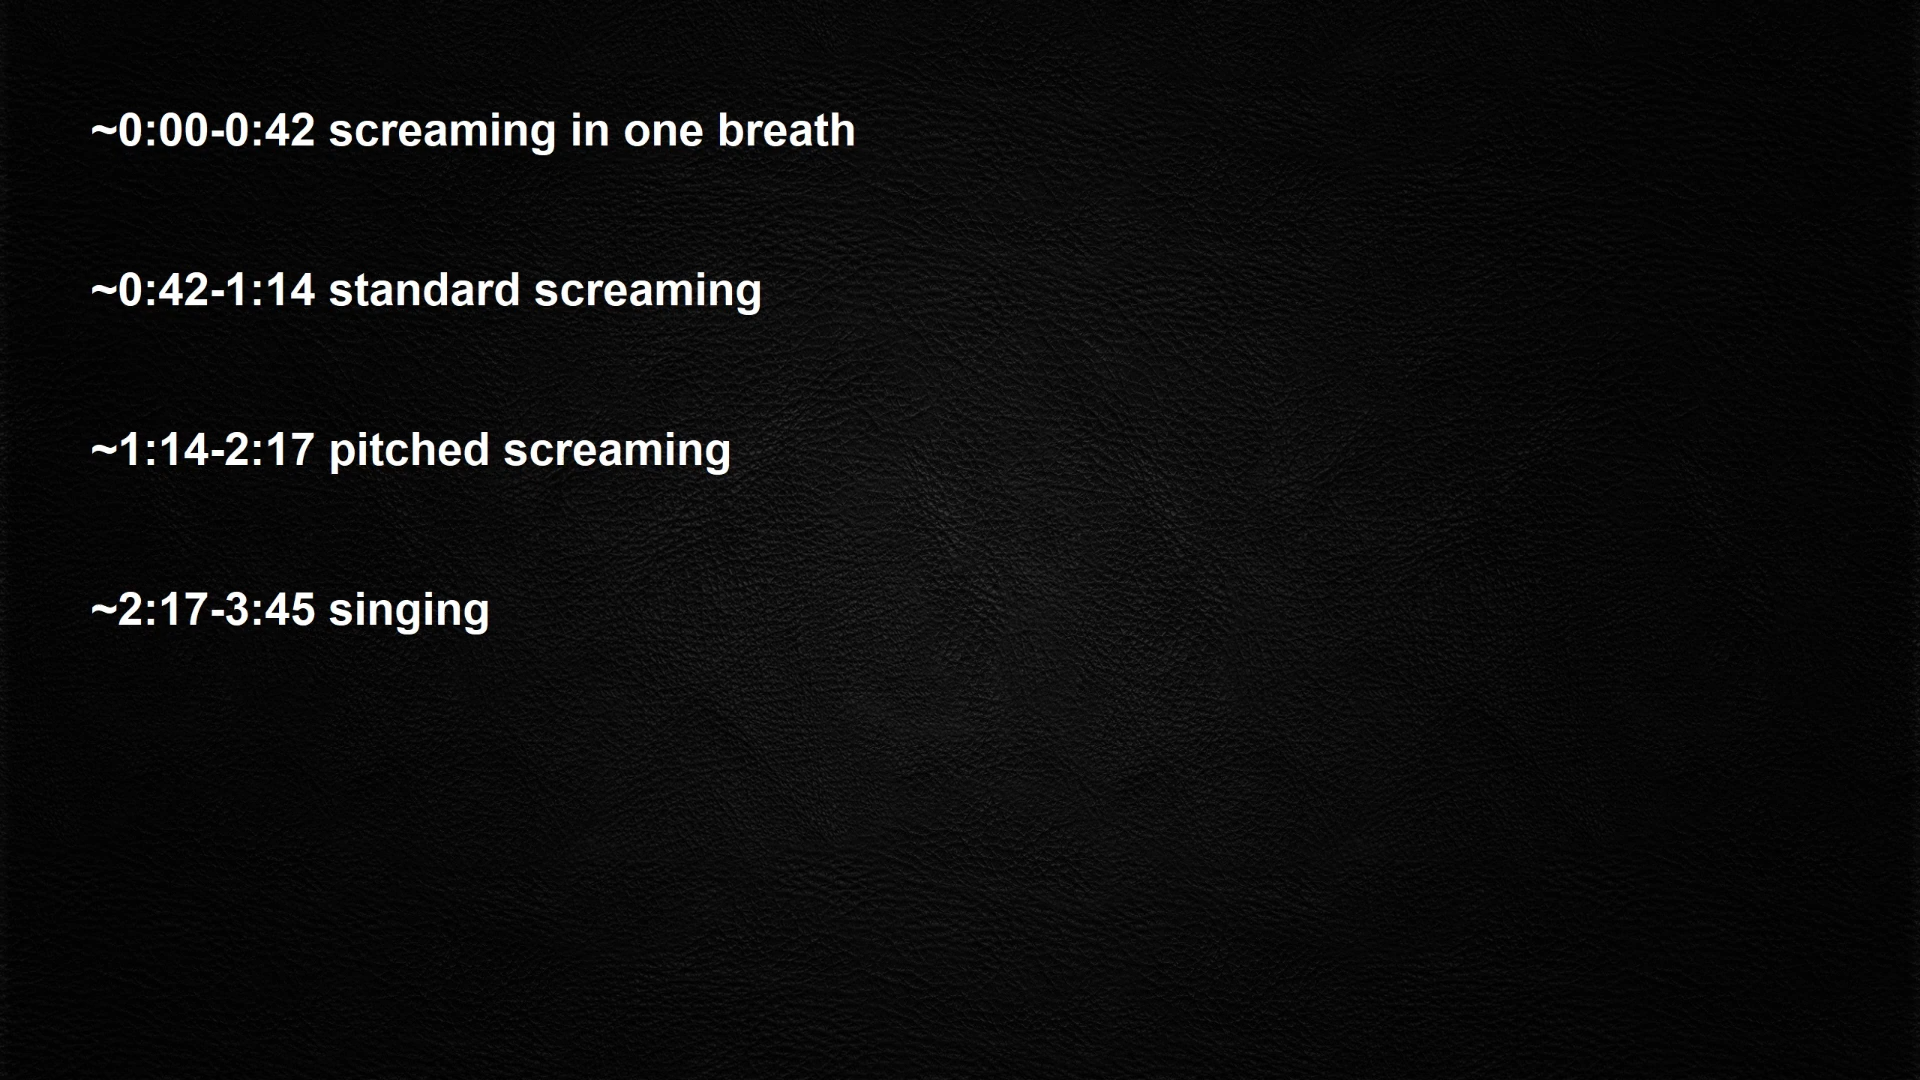 ~0:00-0:42 screaming in one breath
~0:42-1:14 standard screaming
~1:14-2:17 pitched screaming
~2:17-3:45 singing